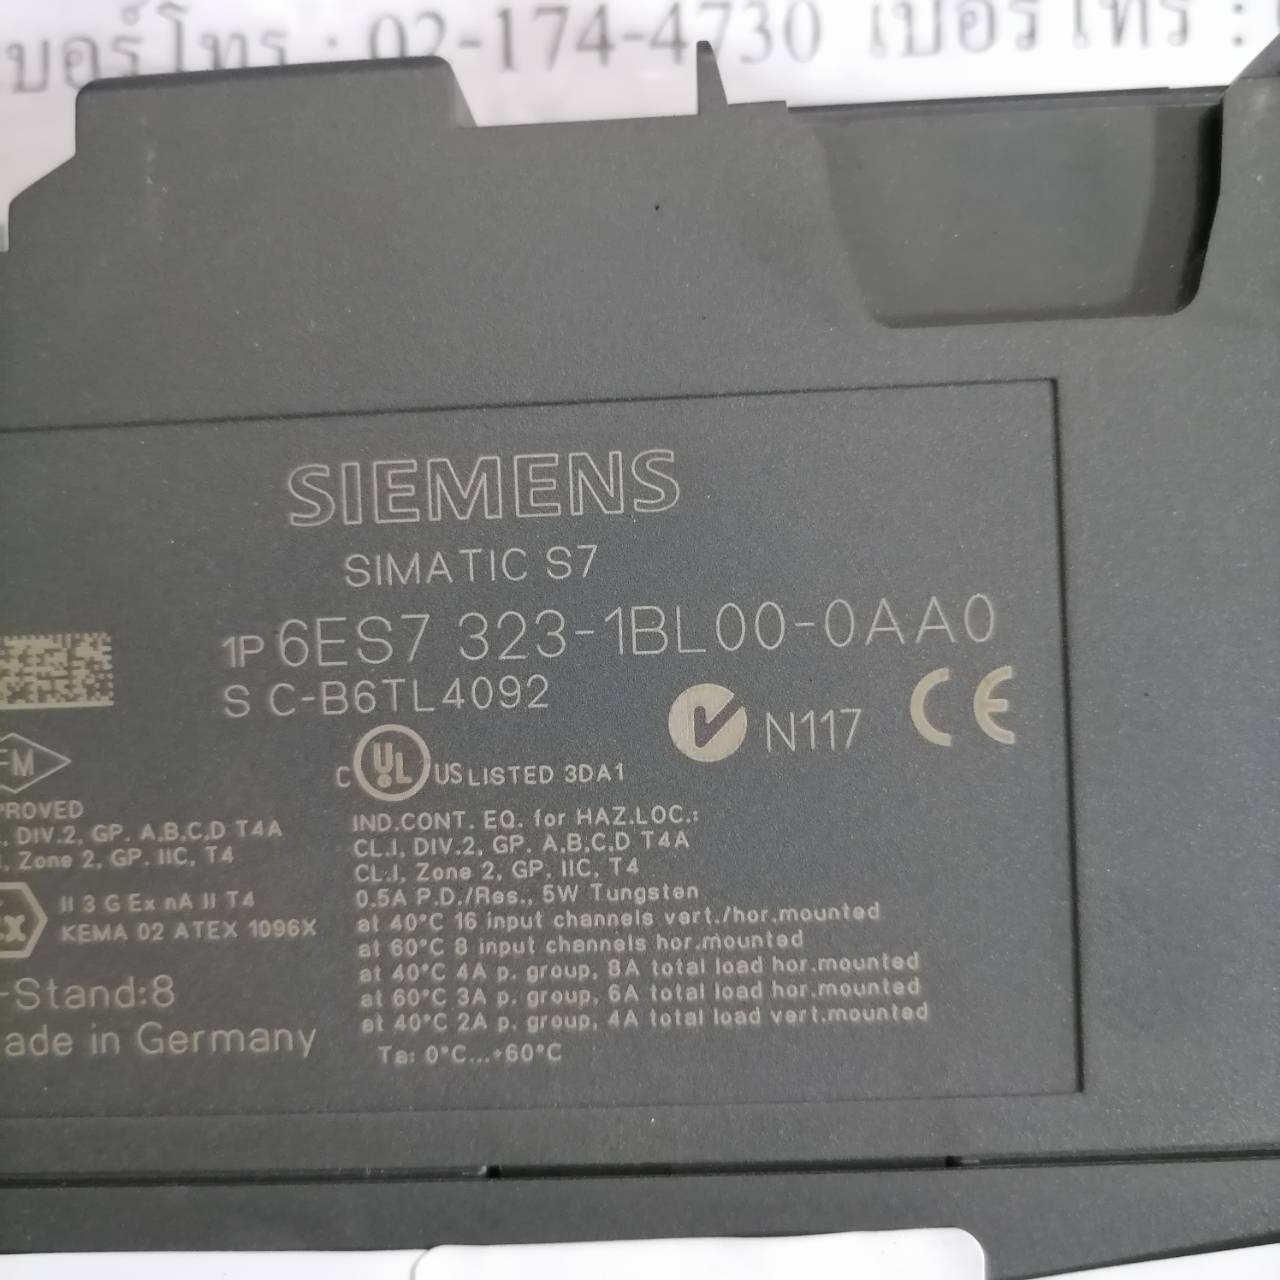 เบอร์โทร : 02-174-4730 เบอร์โทร :
SIEMENS
SIMATIC S7
1P 6ES7 323-1BL00-0AA0
S C-B6TL4092
N117 CE
FM
C UL US LISTED 3DA1
PROVED
DIV.2, GP. A,B,C,D T4A
, Zone 2, GP. IIC, T4
Ex II 3 G Ex nA II T4
KEMA 02 ATEX 1096X
-Stand:8
ade in Germany
IND.CONT. EQ. for HAZ.LOC.:
CL.I, DIV.2, GP. A,B,C,D T4A
CL.I, Zone 2, GP. IIC, T4
0.5A P.D./Res., 5W Tungsten
at 40°C 16 input channels vert./hor.mounted
at 60°C 8 input channels hor.mounted
at 40°C 4A p. group, 8A total load hor.mounted
at 60°C 3A p. group, 6A total load hor.mounted
at 40°C 2A p. group, 4A total load vert.mounted
Ta: 0°C...+60°C